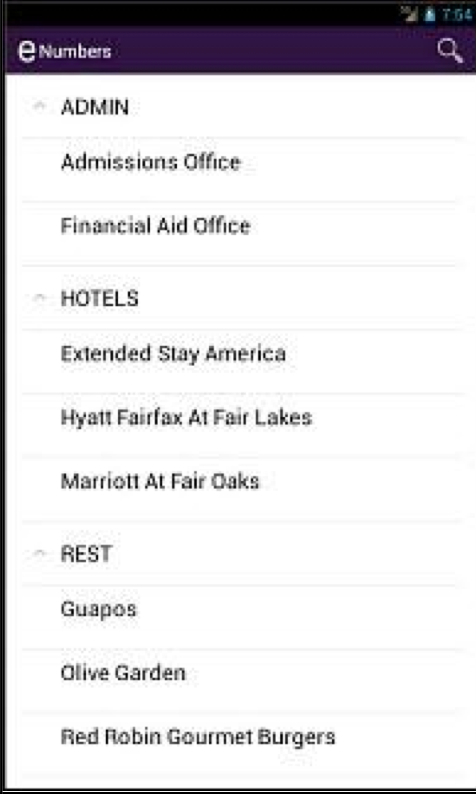 7:54
e Numbers
ADMIN
Admissions Office
Financial Aid Office
HOTELS
Extended Stay America
Hyatt Fairfax At Fair Lakes
Marriott At Fair Oaks
REST
Guapos
Olive Garden
Red Robin Gourmet Burgers